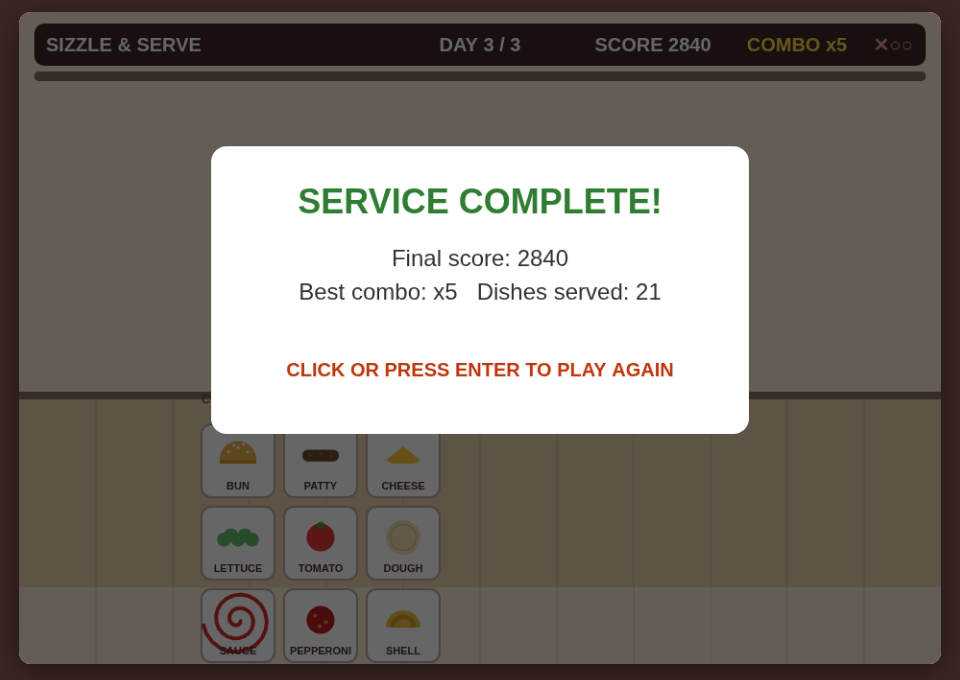 SIZZLE & SERVE DAY 3 / 3 SCORE 2840 COMBO x5 ✕○○
SERVICE COMPLETE!
Final score: 2840
Best combo: x5 Dishes served: 21
CLICK OR PRESS ENTER TO PLAY AGAIN
BUN PATTY CHEESE
LETTUCE TOMATO DOUGH
SAUCE PEPPERONI SHELL